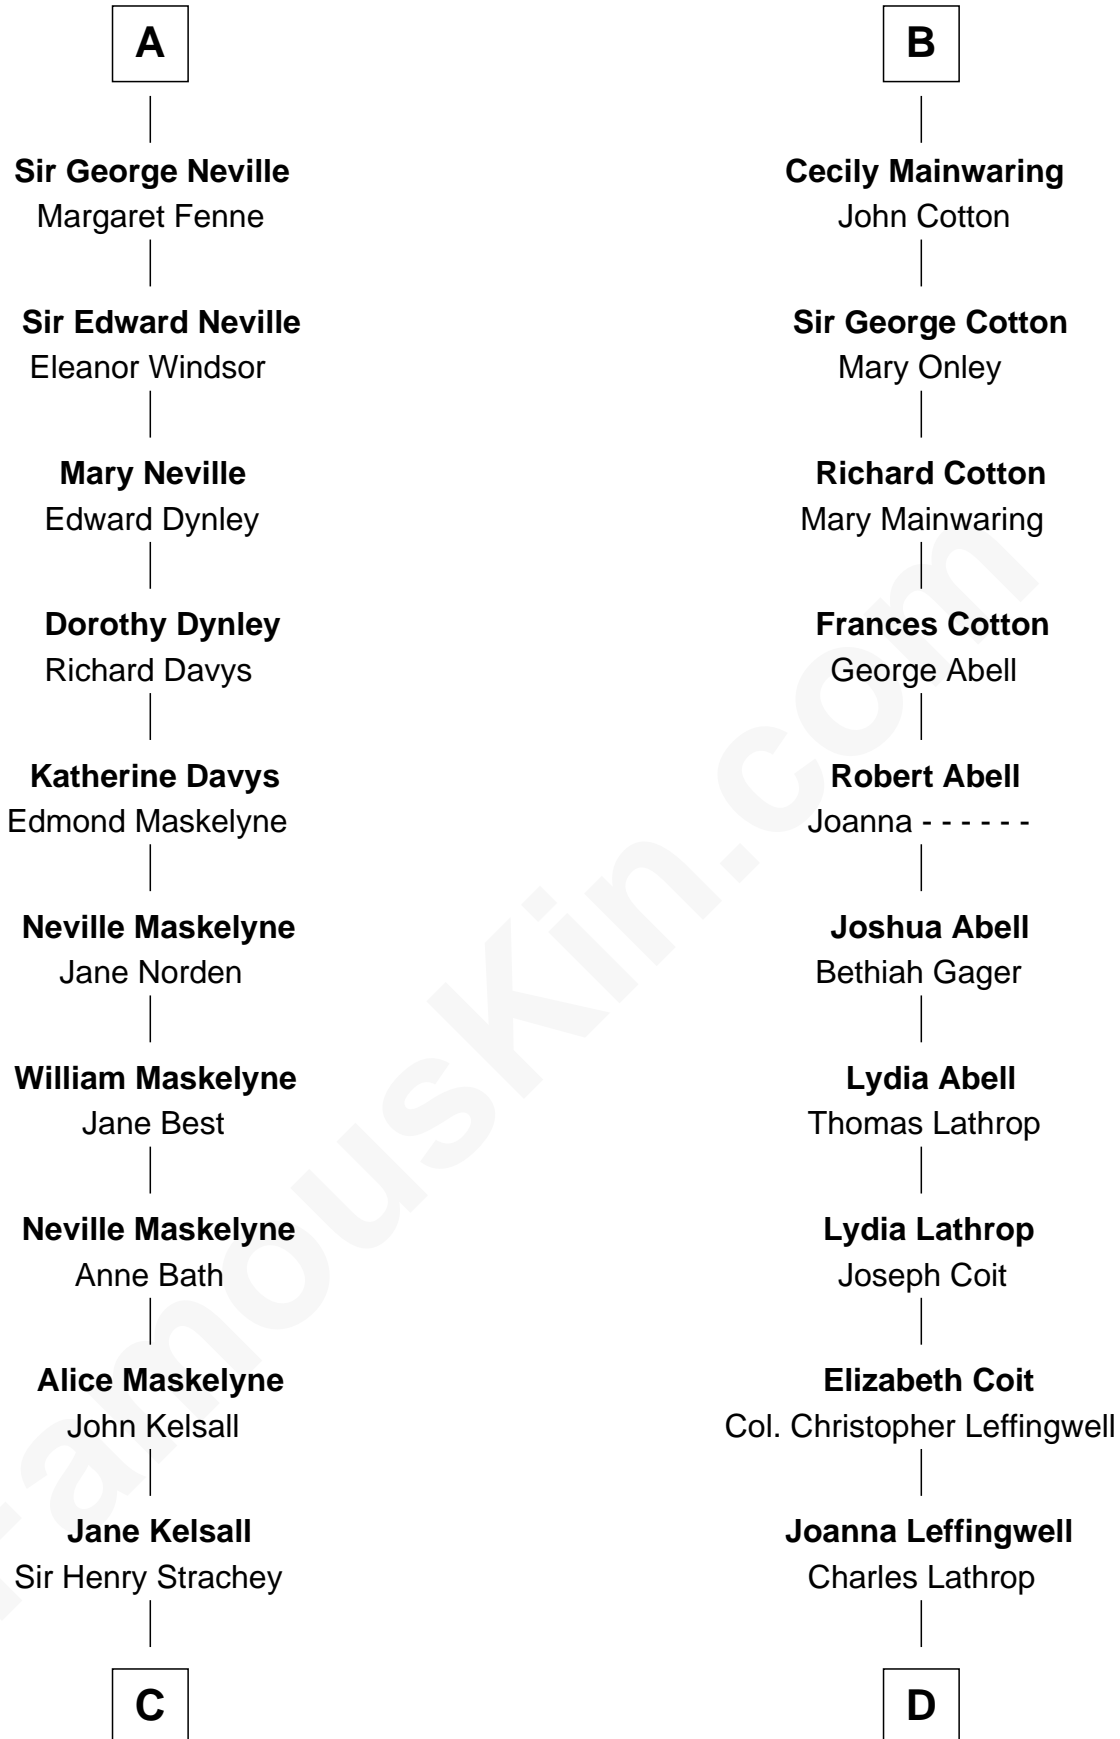 A
Sir George Neville
Margaret Fenne
Sir Edward Neville
Eleanor Windsor
Mary Neville
Edward Dynley
Dorothy Dynley
Richard Davys
Katherine Davys
Edmond Maskelyne
Neville Maskelyne
Jane Norden
William Maskelyne
Jane Best
Neville Maskelyne
Anne Bath
Alice Maskelyne
John Kelsall
Jane Kelsall
Sir Henry Strachey
C
B
Cecily Mainwaring
John Cotton
Sir George Cotton
Mary Onley
Richard Cotton
Mary Mainwaring
Frances Cotton
George Abell
Robert Abell
Joanna - - - - - -
Joshua Abell
Bethiah Gager
Lydia Abell
Thomas Lathrop
Lydia Lathrop
Joseph Coit
Elizabeth Coit
Col. Christopher Leffingwell
Joanna Leffingwell
Charles Lathrop
D
FamousKin.com